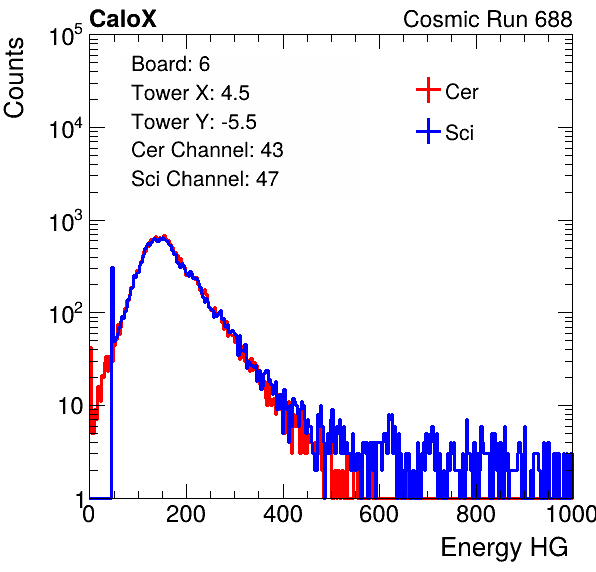 CaloX Cosmic Run 688
Counts
10^5
10^4
10^3
10^2
10
1
Board: 6
Tower X: 4.5
Tower Y: -5.5
Cer Channel: 43
Sci Channel: 47
Cer
Sci
0 200 400 600 800 1000
Energy HG